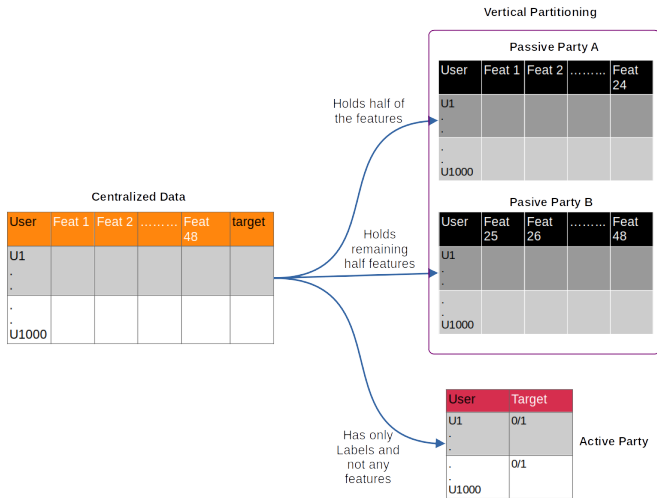 Vertical Partitioning
Passive Party A
User Feat 1 Feat 2 ......... Feat
24
U1
.
.
.
.
U1000
Holds half of
the features
Centralized Data
User Feat 1 Feat 2 ......... Feat target
48
U1
.
.
.
.
U1000
Holds
remaining
half features
Pasive Party B
User Feat Feat ......... Feat
25 26 48
U1
.
.
.
.
U1000
Has only
Labels and
not any
features
User Target
U1 0/1
.
.
. 0/1
.
U1000
Active Party